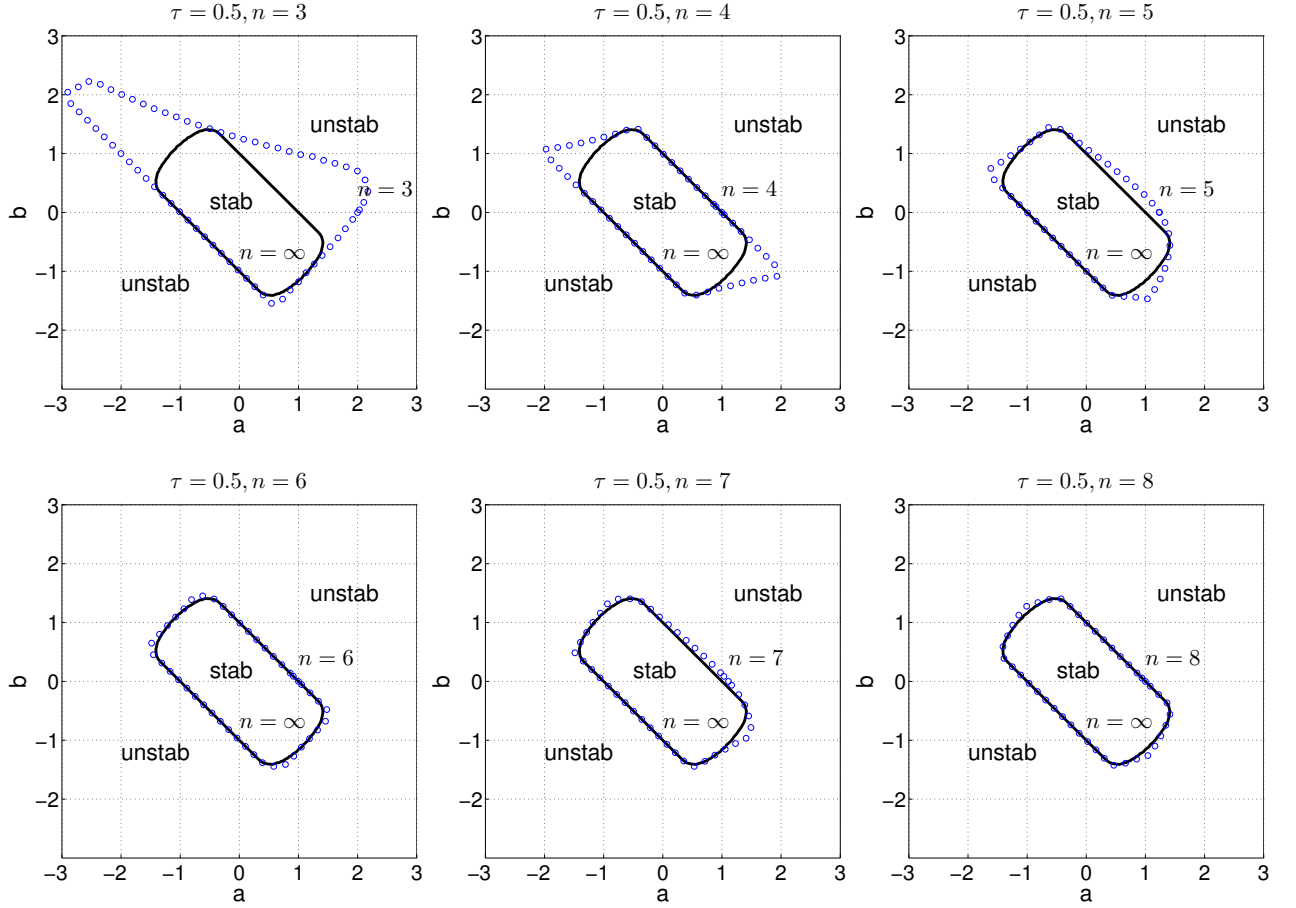 τ = 0.5, n = 3
τ = 0.5, n = 4
τ = 0.5, n = 5
3
2
1
0
−1
−2
−3
−2
−1
0
1
2
3
b
a
unstab
stab
n = 3
n = ∞
unstab
3
2
1
0
−1
−2
−3
−2
−1
0
1
2
3
b
a
unstab
stab
n = 4
n = ∞
unstab
3
2
1
0
−1
−2
−3
−2
−1
0
1
2
3
b
a
unstab
stab
n = 5
n = ∞
unstab
τ = 0.5, n = 6
τ = 0.5, n = 7
τ = 0.5, n = 8
3
2
1
0
−1
−2
−3
−2
−1
0
1
2
3
b
a
unstab
n = 6
stab
n = ∞
unstab
3
2
1
0
−1
−2
−3
−2
−1
0
1
2
3
b
a
unstab
n = 7
stab
n = ∞
unstab
3
2
1
0
−1
−2
−3
−2
−1
0
1
2
3
b
a
unstab
n = 8
stab
n = ∞
unstab